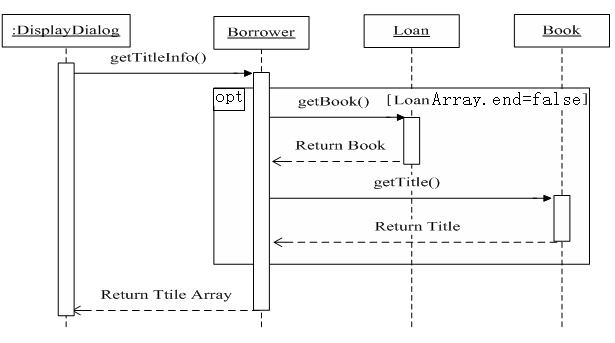 :DisplayDialog
Borrower
Loan
Book
getTitleInfo()
opt
getBook()
[LoanArray.end=false]
Return Book
getTitle()
Return Title
Return Ttile Array